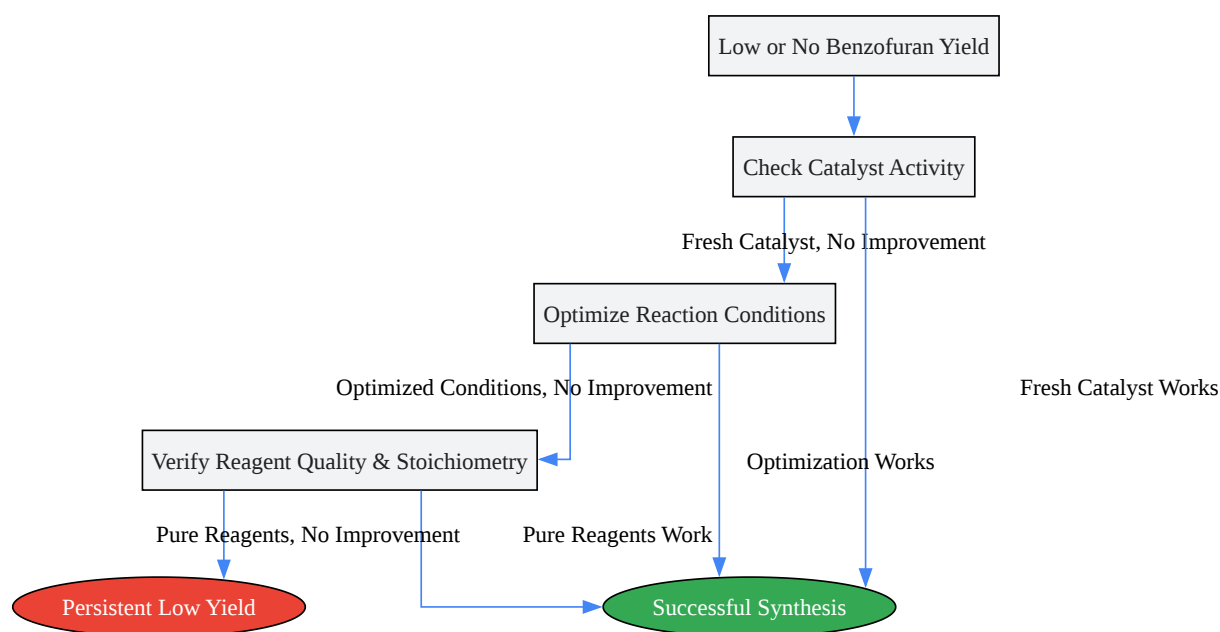 Low or No Benzofuran Yield
Check Catalyst Activity
Fresh Catalyst, No Improvement
Optimize Reaction Conditions
Optimized Conditions, No Improvement
Fresh Catalyst Works
Verify Reagent Quality & Stoichiometry
Optimization Works
Pure Reagents, No Improvement
Pure Reagents Work
Persistent Low Yield
Successful Synthesis